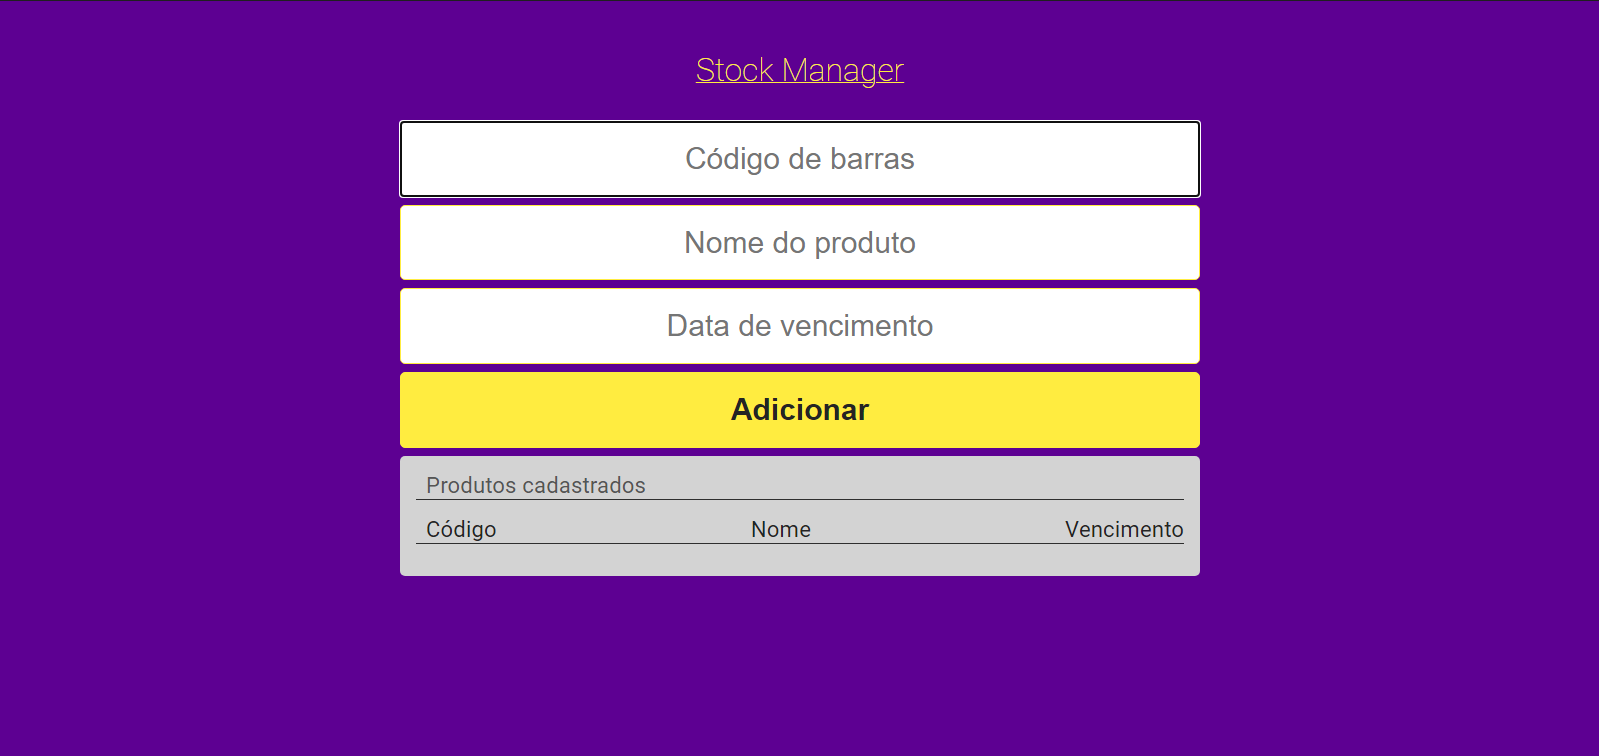 Stock Manager
Código de barras
Nome do produto
Data de vencimento
Adicionar
Produtos cadastrados
Código Nome Vencimento